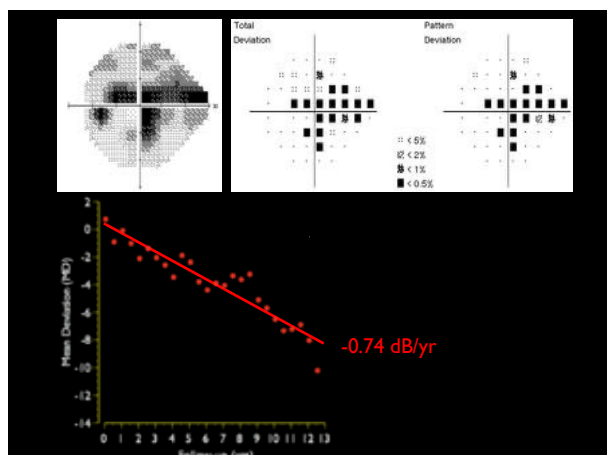 Total
Deviation
Pattern
Deviation
< 5%
< 2%
< 1%
< 0.5%
30
Mean Deviation (MD)
2
0
-2
-4
-6
-8
-10
-12
-14
-0.74 dB/yr
0 1 2 3 4 5 6 7 8 9 10 11 12 13